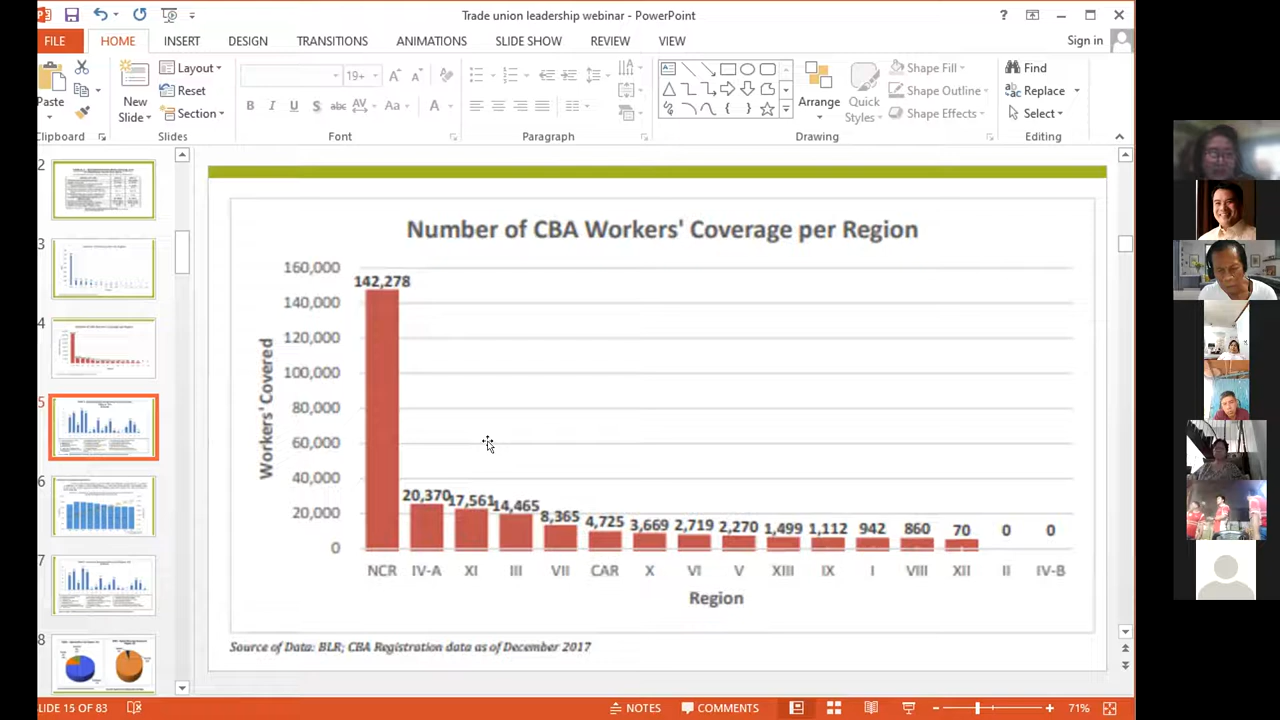 Trade union leadership webinar - PowerPoint
?
FILE
HOME
INSERT
DESIGN
TRANSITIONS
ANIMATIONS
SLIDE SHOW
REVIEW
VIEW
Sign in
Paste
New
Slide
Layout
Reset
Section
19+
B I U S abc AV Aa A
Arrange
Quick
Styles
Shape Fill
Shape Outline
Shape Effects
Find
Replace
Select
Clipboard
Slides
Font
Paragraph
Drawing
Editing
2
3
4
5
6
7
8
Number of CBA Workers' Coverage per Region
Workers' Covered
160,000
140,000
120,000
100,000
80,000
60,000
40,000
20,000
0
142,278
20,370
17,561
14,465
8,365
4,725
3,669
2,719
2,270
1,499
1,112
942
860
70
0
0
NCR IV-A XI III VII CAR X VI V XIII IX I VIII XII II IV-B
Region
Source of Data: BLR; CBA Registration data as of December 2017
SLIDE 15 OF 83
NOTES
COMMENTS
71%